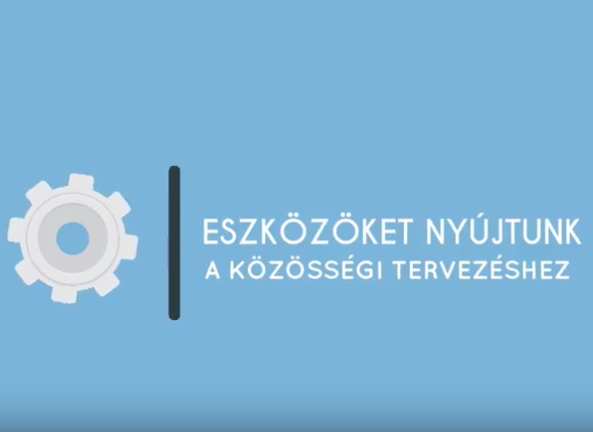 ESZKÖZÖKET NYÚJTUNK
A KÖZÖSSÉGI TERVEZÉSHEZ